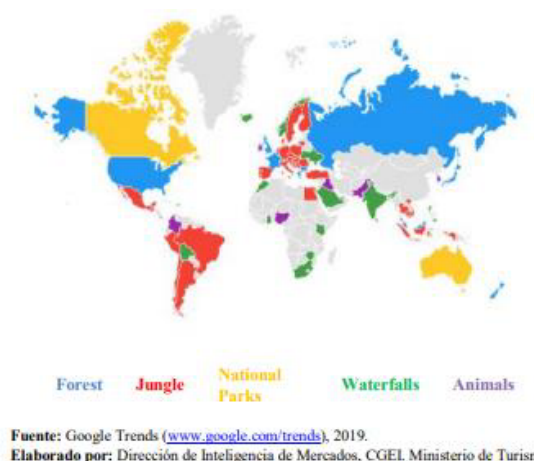 Forest Jungle National Parks Waterfalls Animals
Fuente: Google Trends (www.google.com/trends), 2019.
Elaborado por: Dirección de Inteligencia de Mercados, CGEI. Ministerio de